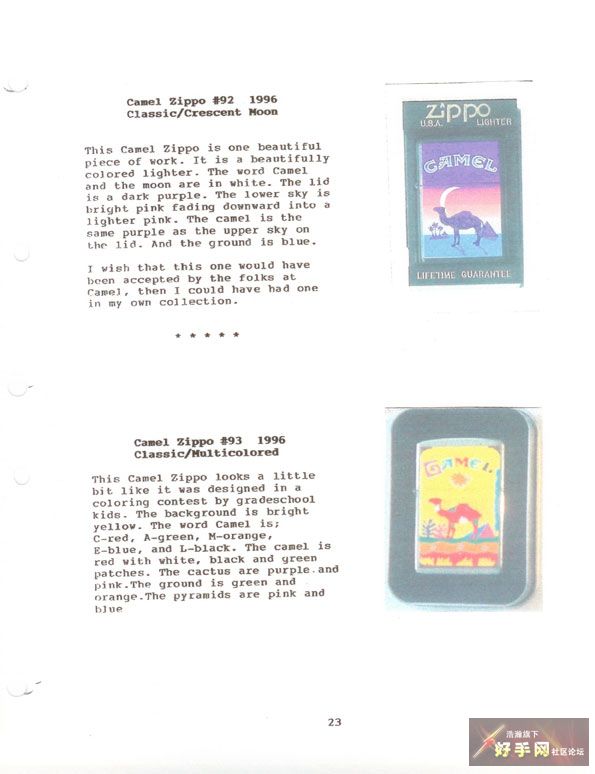 Camel Zippo #92  1996
Classic/Crescent Moon
This Camel Zippo is one beautiful
piece of work. It is a beautifully
colored lighter. The word Camel
and the moon are in white. The lid
is a dark purple. The lower sky is
bright pink fading downward into a
lighter pink. The camel is the
same purple as the upper sky on
the lid. And the ground is blue.
I wish that this one would have
been accepted by the folks at
Camel, then I could have had one
in my own collection.
* * * * *
zippo
U.S.A. LIGHTER
CAMEL
LIFETIME GUARANTEE
Camel Zippo #93  1996
Classic/Multicolored
This Camel Zippo looks a little
bit like it was designed in a
coloring contest by gradeschool
kids. The background is bright
yellow. The word Camel is;
C-red, A-green, M-orange,
E-blue, and L-black. The camel is
red with white, black and green
patches. The cactus are purple and
pink.The ground is green and
orange.The pyramids are pink and
blue
CAMEL
23
浩瀚旗下
好手网社区论坛